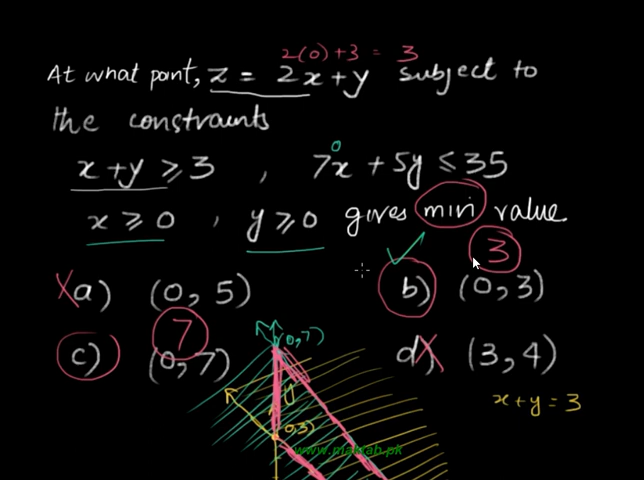 2(0)+3 = 3
At what point, z = 2x+y subject to
the constraints
0
x+y ≥ 3 , 7x + 5y ≤ 35
x ≥ 0 , y ≥ 0 gives min value
3
a) (0, 5) b) (0, 3)
7
c) (0, 7) d) (3, 4)
(0, 7)
x+y = 3
y
0,3)
www.maktab.pk